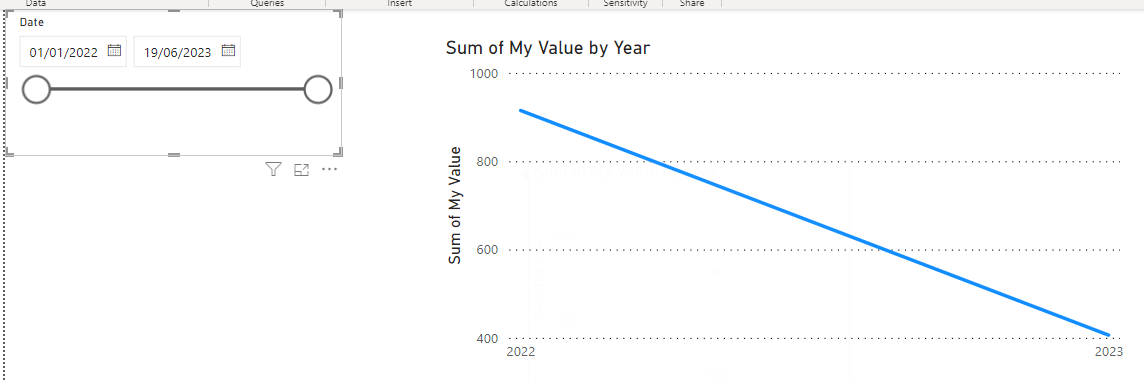 Data Queries Insert Calculations Sensitivity Share
Date
01/01/2022 19/06/2023
Sum of My Value by Year
1000
800
600
400
Sum of My Value
2022 2023